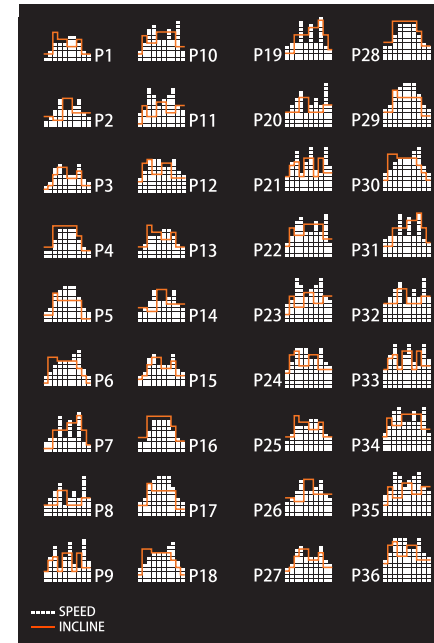 P1 P10 P19 P28
P2 P11 P20 P29
P3 P12 P21 P30
P4 P13 P22 P31
P5 P14 P23 P32
P6 P15 P24 P33
P7 P16 P25 P34
P8 P17 P26 P35
P9 P18 P27 P36
SPEED
INCLINE